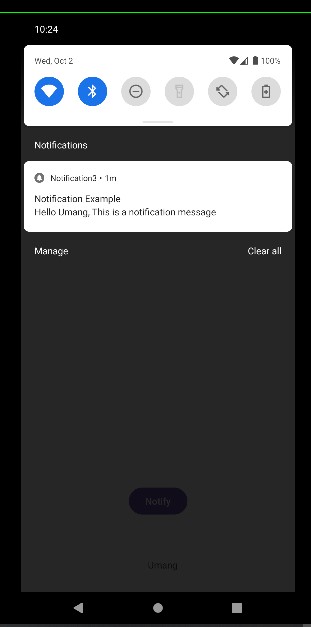 10:24
Wed, Oct 2
100%
Notifications
Notification3 • 1m
Notification Example
Hello Umang, This is a notification message
Manage
Clear all
Notify
Umang